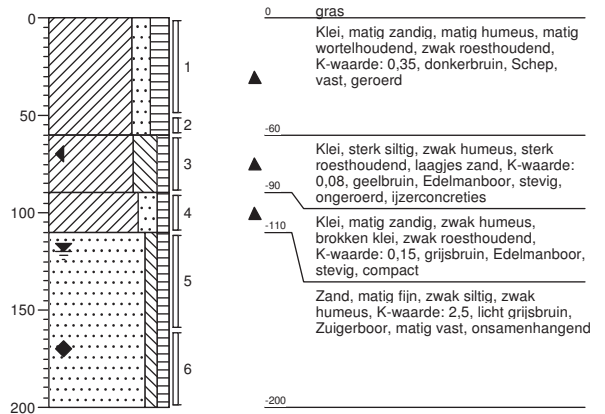 0
50
100
150
200
1
2
3
4
5
6
0 gras
Klei, matig zandig, matig humeus, matig
wortelhoudend, zwak roesthoudend,
K-waarde: 0,35, donkerbruin, Schep,
vast, geroerd
-60
Klei, sterk siltig, zwak humeus, sterk
roesthoudend, laagjes zand, K-waarde:
0,08, geelbruin, Edelmanboor, stevig,
ongeroerd, ijzerconcreties
-90
-110
Klei, matig zandig, zwak humeus,
brokken klei, zwak roesthoudend,
K-waarde: 0,15, grijsbruin, Edelmanboor,
stevig, compact
Zand, matig fijn, zwak siltig, zwak
humeus, K-waarde: 2,5, licht grijsbruin,
Zuigerboor, matig vast, onsamenhangend
-200